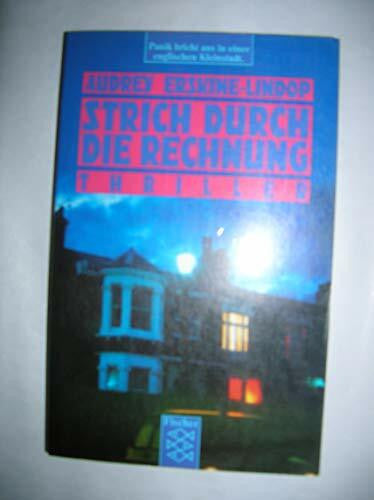 Panik bricht aus in einer
englischen Kleinstadt.
AUDREY ERSKINE-LINDOP
STRICH DURCH
DIE RECHNUNG
THRILLER
Fischer